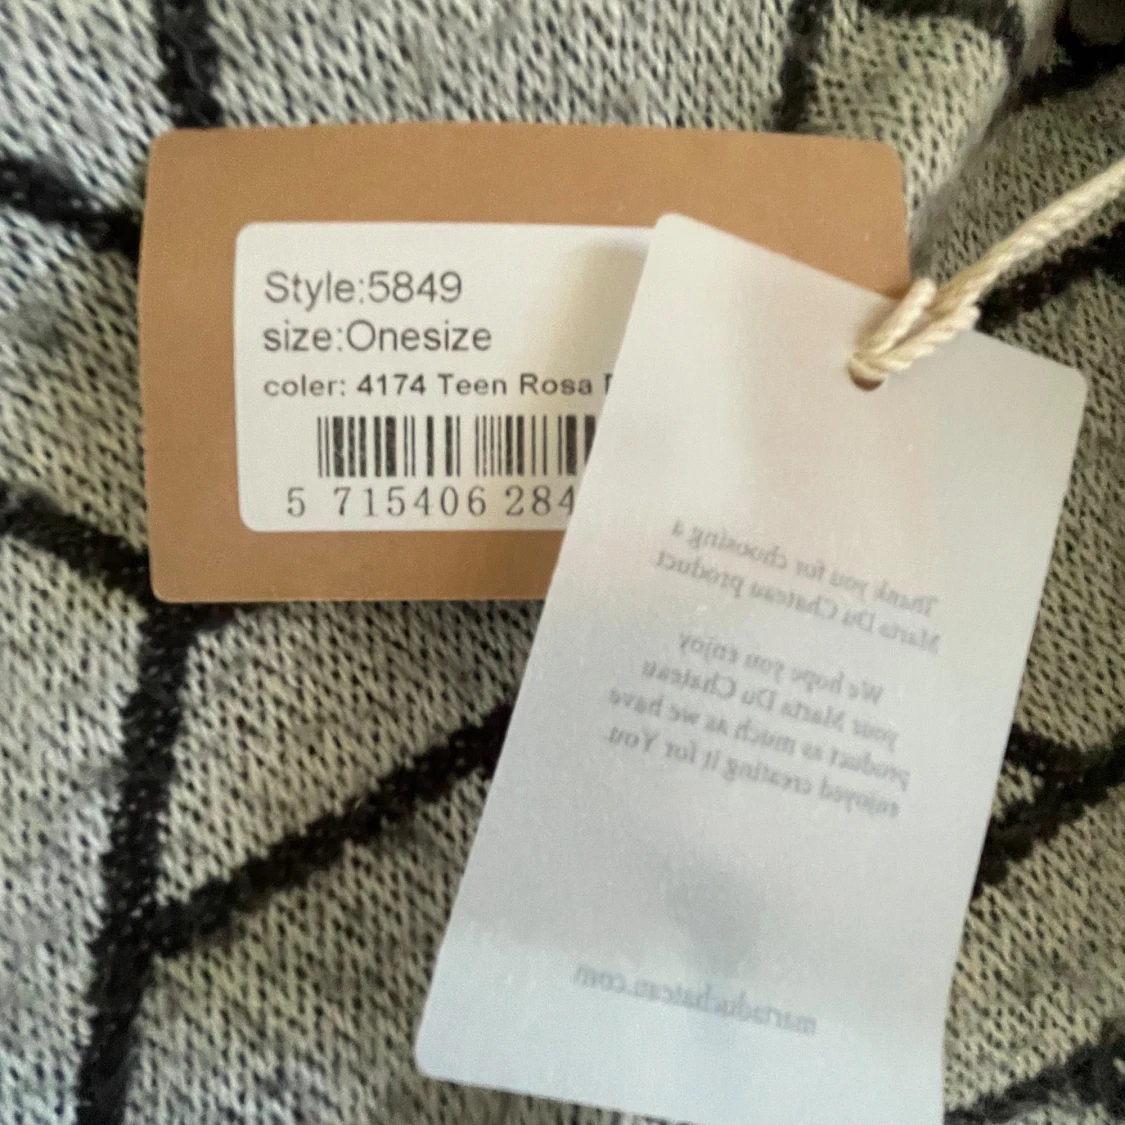 Style:5849
size:Onesize
coler: 4174 Teen Rosa
5 715406 284
Thank you for choosing a
Marta Du Chateau product
We hope you enjoy
your Marta Du Chateau
product as much as we have
enjoyed creating it for You
martaduchateau.com